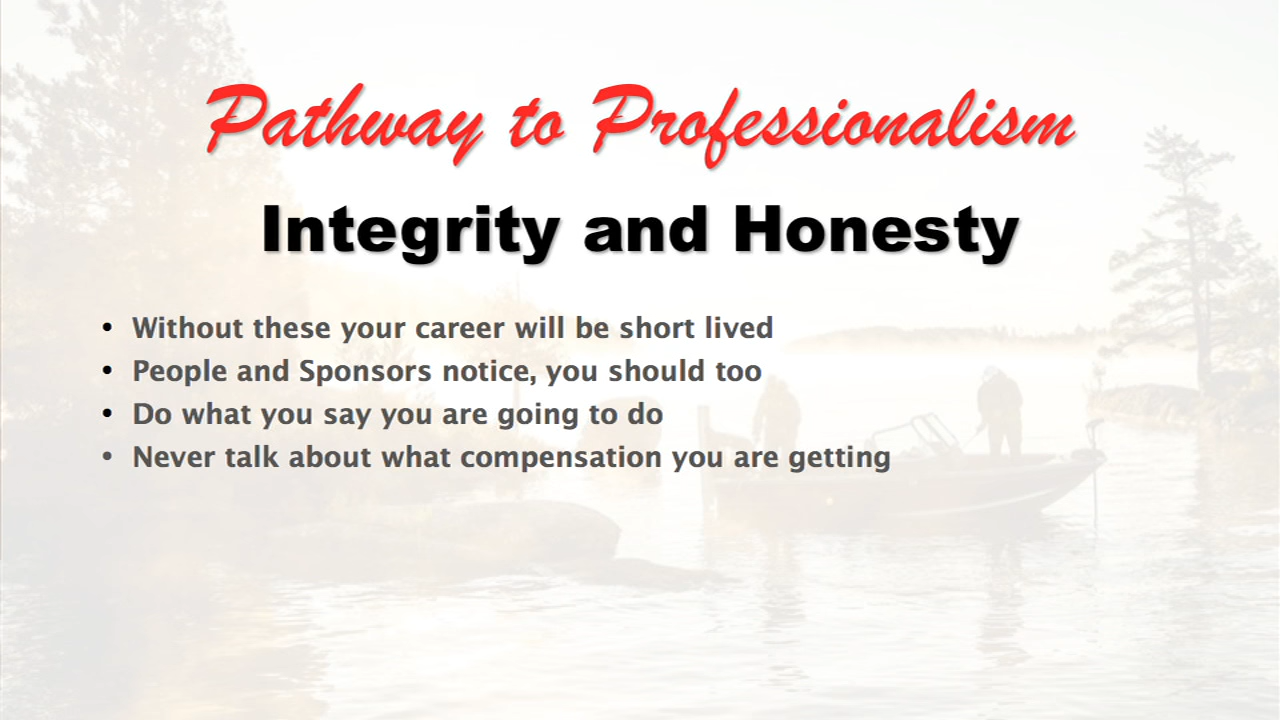 Pathway to Professionalism
Integrity and Honesty
• Without these your career will be short lived
• People and Sponsors notice, you should too
• Do what you say you are going to do
• Never talk about what compensation you are getting